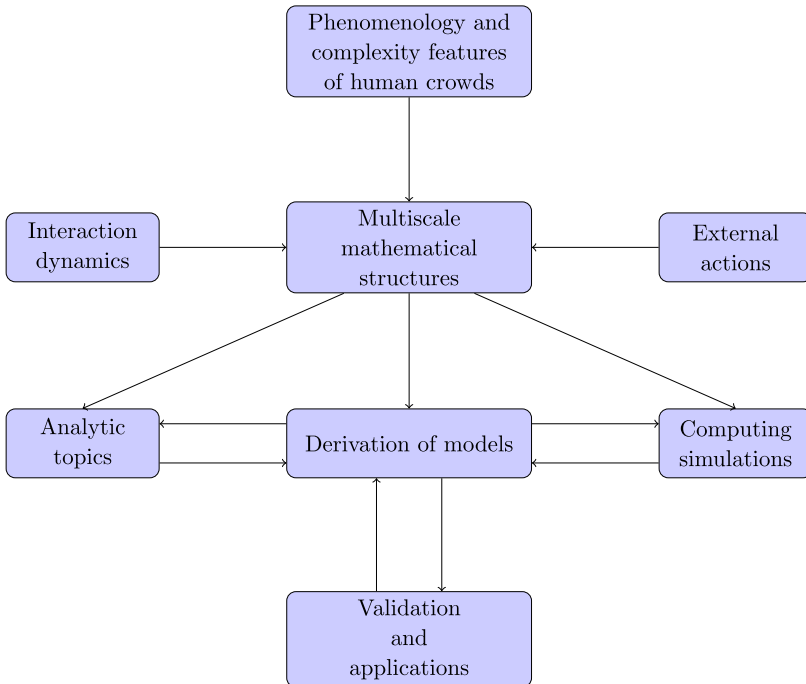 Phenomenology and
complexity features
of human crowds
Interaction
dynamics
Multiscale
mathematical
structures
External
actions
Analytic
topics
Derivation of models
Computing
simulations
Validation
and
applications